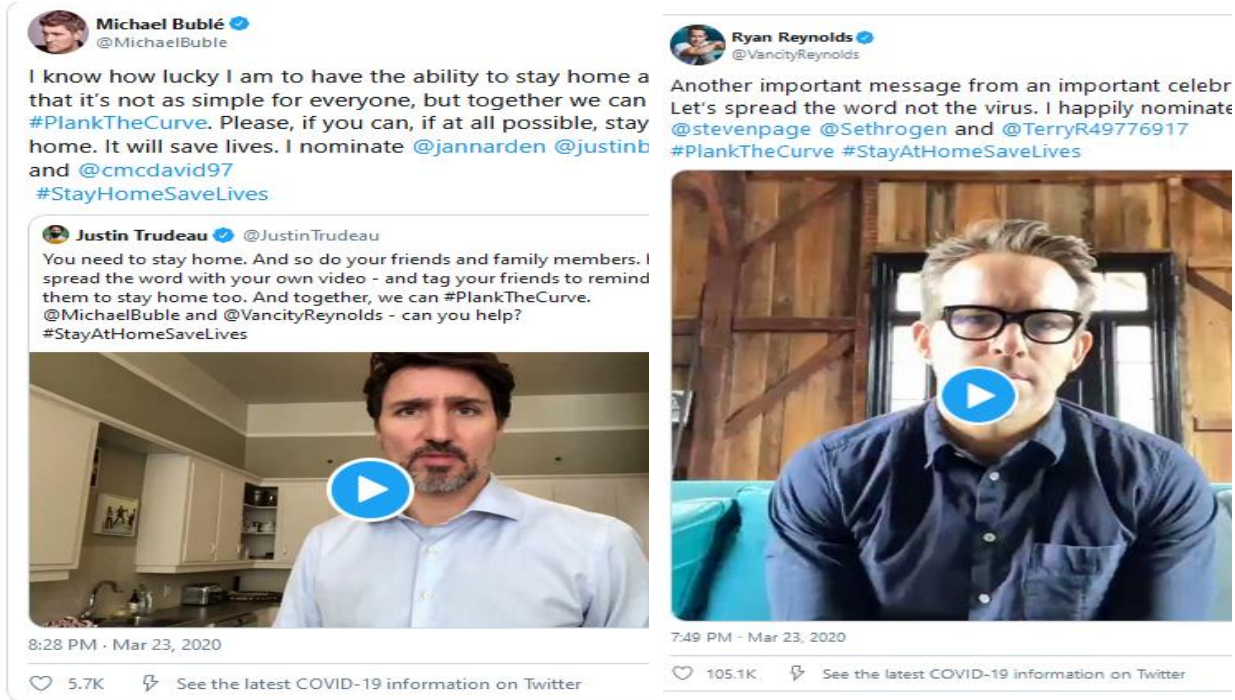 Michael Bublé
@MichaelBuble
I know how lucky I am to have the ability to stay home a
that it's not as simple for everyone, but together we can
#PlankTheCurve. Please, if you can, if at all possible, stay
home. It will save lives. I nominate @jannarden @justinb
and @cmcdavid97
#StayHomeSaveLives
Justin Trudeau @JustinTrudeau
You need to stay home. And so do your friends and family members.
spread the word with your own video - and tag your friends to remind
them to stay home too. And together, we can #PlankTheCurve.
@MichaelBuble and @VancityReynolds - can you help?
#StayAtHomeSaveLives
8:28 PM · Mar 23, 2020
5.7K See the latest COVID-19 information on Twitter
Ryan Reynolds
@VancityReynolds
Another important message from an important celebr
Let's spread the word not the virus. I happily nominate
@stevenpage @Sethrogen and @TerryR49776917
#PlankTheCurve #StayAtHomeSaveLives
7:49 PM · Mar 23, 2020
105.1K See the latest COVID-19 information on Twitter